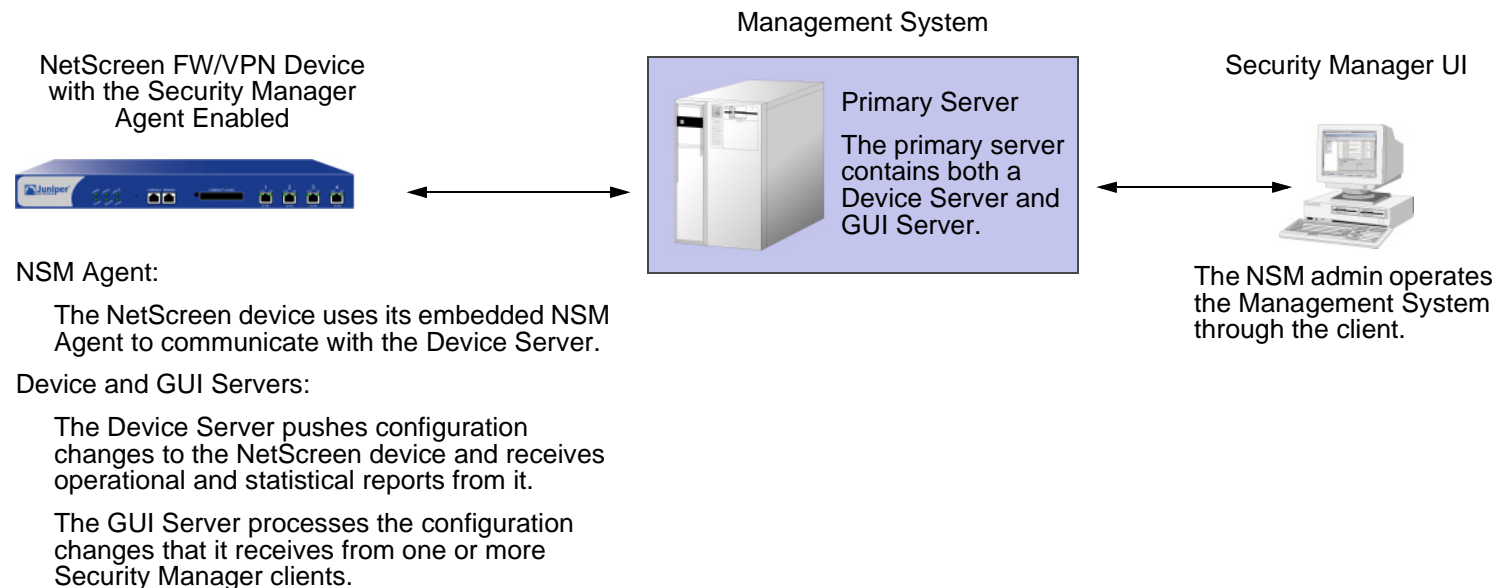 Management System
NetScreen FW/VPN Device
with the Security Manager
Agent Enabled
Security Manager UI
Primary Server
The primary server
contains both a
Device Server and
GUI Server.
Juniper
The NSM admin operates
the Management System
through the client.
NSM Agent:
The NetScreen device uses its embedded NSM
Agent to communicate with the Device Server.
Device and GUI Servers:
The Device Server pushes configuration
changes to the NetScreen device and receives
operational and statistical reports from it.
The GUI Server processes the configuration
changes that it receives from one or more
Security Manager clients.